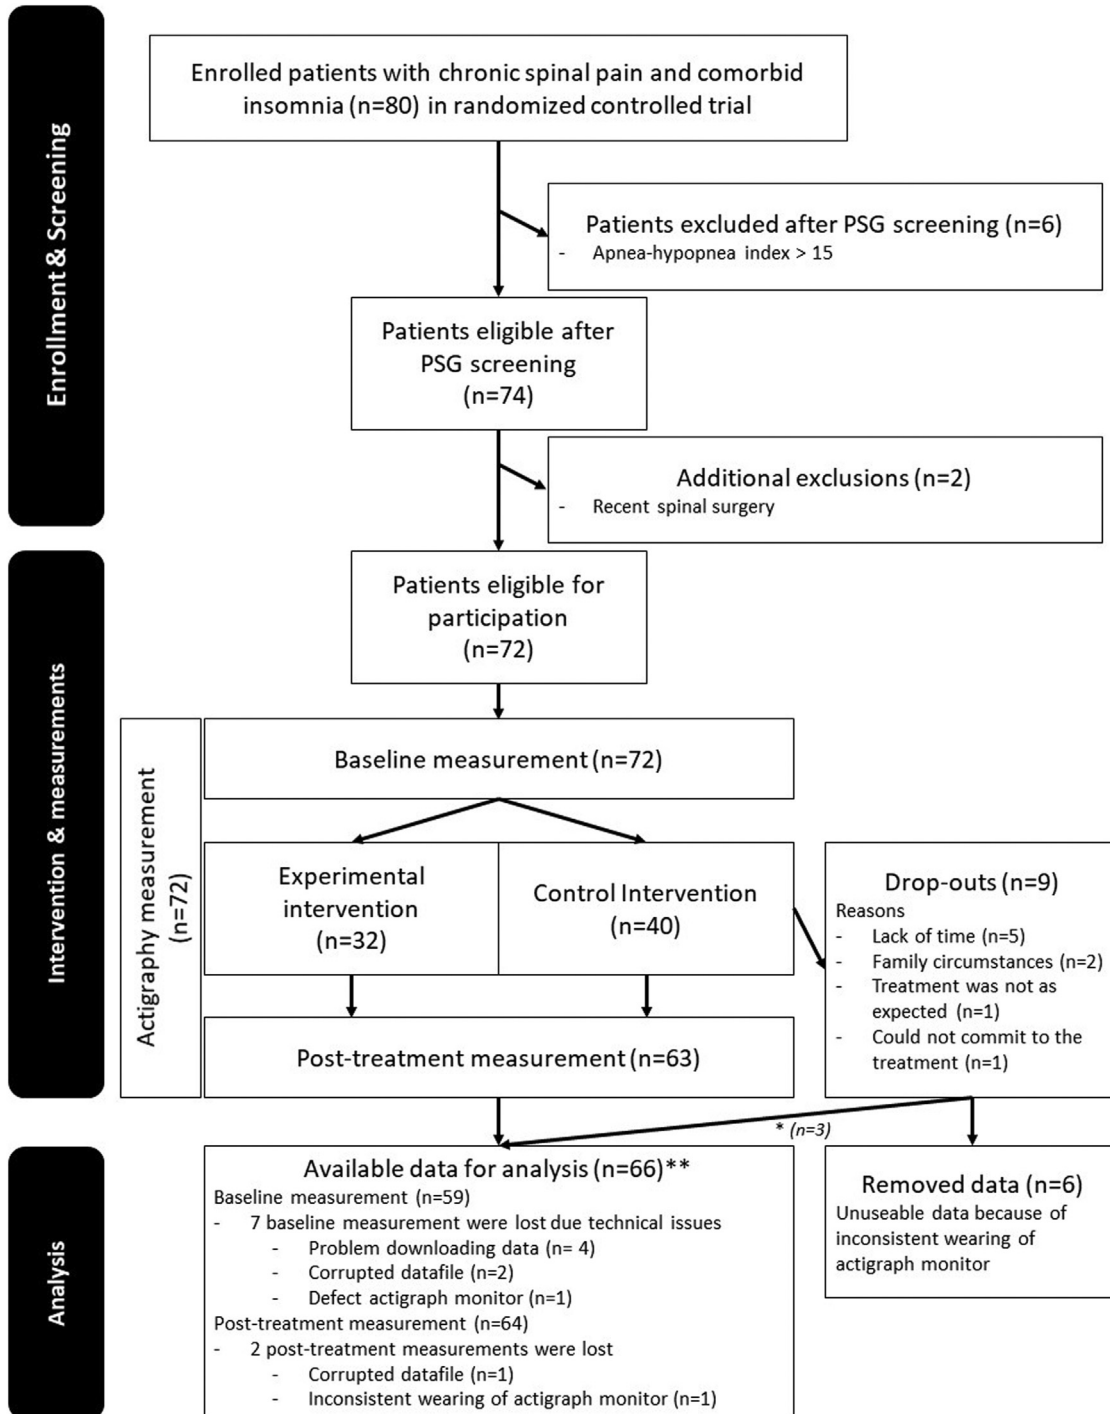 Enrollment & Screening
Enrolled patients with chronic spinal pain and comorbid
insomnia (n=80) in randomized controlled trial
Patients excluded after PSG screening (n=6)
- Apnea-hypopnea index > 15
Patients eligible after
PSG screening
(n=74)
Additional exclusions (n=2)
- Recent spinal surgery
Intervention & measurements
Patients eligible for
participation
(n=72)
Actigraphy measurement
(n=72)
Baseline measurement (n=72)
Experimental
intervention
(n=32)
Control Intervention
(n=40)
Drop-outs (n=9)
Reasons
- Lack of time (n=5)
- Family circumstances (n=2)
- Treatment was not as
expected (n=1)
- Could not commit to the
treatment (n=1)
Post-treatment measurement (n=63)
* (n=3)
Analysis
Available data for analysis (n=66)**
Baseline measurement (n=59)
- 7 baseline measurement were lost due technical issues
- Problem downloading data (n= 4)
- Corrupted datafile (n=2)
- Defect actigraph monitor (n=1)
Post-treatment measurement (n=64)
- 2 post-treatment measurements were lost
- Corrupted datafile (n=1)
- Inconsistent wearing of actigraph monitor (n=1)
Removed data (n=6)
Unuseable data because of
inconsistent wearing of
actigraph monitor